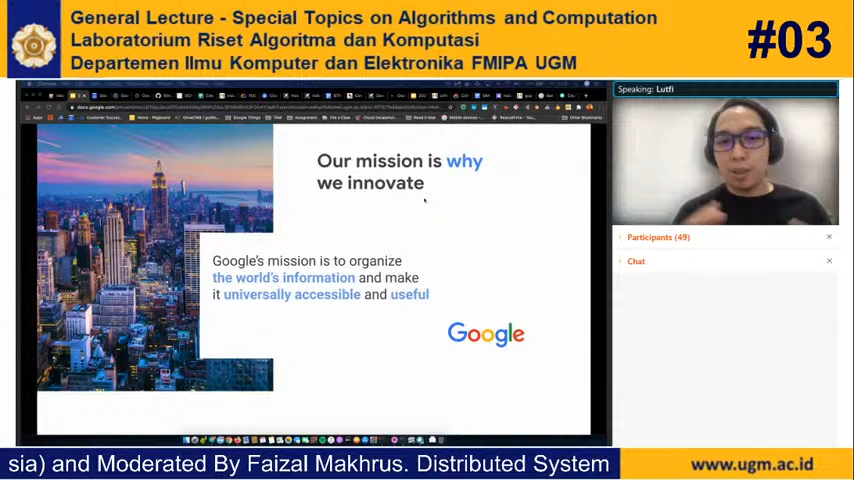 General Lecture - Special Topics on Algorithms and Computation
Laboratorium Riset Algoritma dan Komputasi
Departemen Ilmu Komputer dan Elektronika FMIPA UGM
#03
Speaking: Lutfi
Our mission is why
we innovate
Google's mission is to organize
the world's information and make
it universally accessible and useful
Google
Participants (49)
Chat
sia) and Moderated By Faizal Makhrus. Distributed System
www.ugm.ac.id